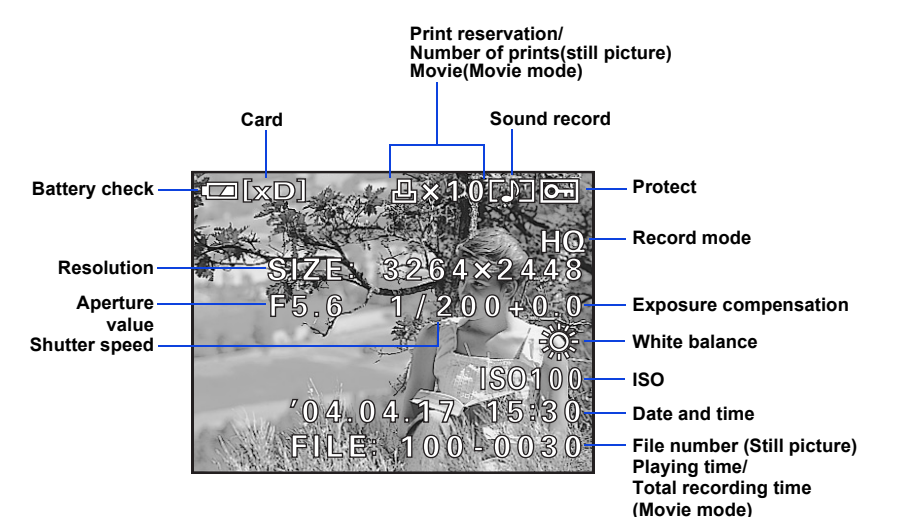 Print reservation/
Number of prints(still picture)
Movie(Movie mode)
Card
Sound record
Battery check
[xD]
×10
Protect
HQ
Record mode
Resolution
SIZE: 3264×2448
Aperture
value
F5.6 1/200+0.0
Exposure compensation
Shutter speed
White balance
ISO100
ISO
'04.04.17 15:30
Date and time
FILE: 100-0030
File number (Still picture)
Playing time/
Total recording time
(Movie mode)